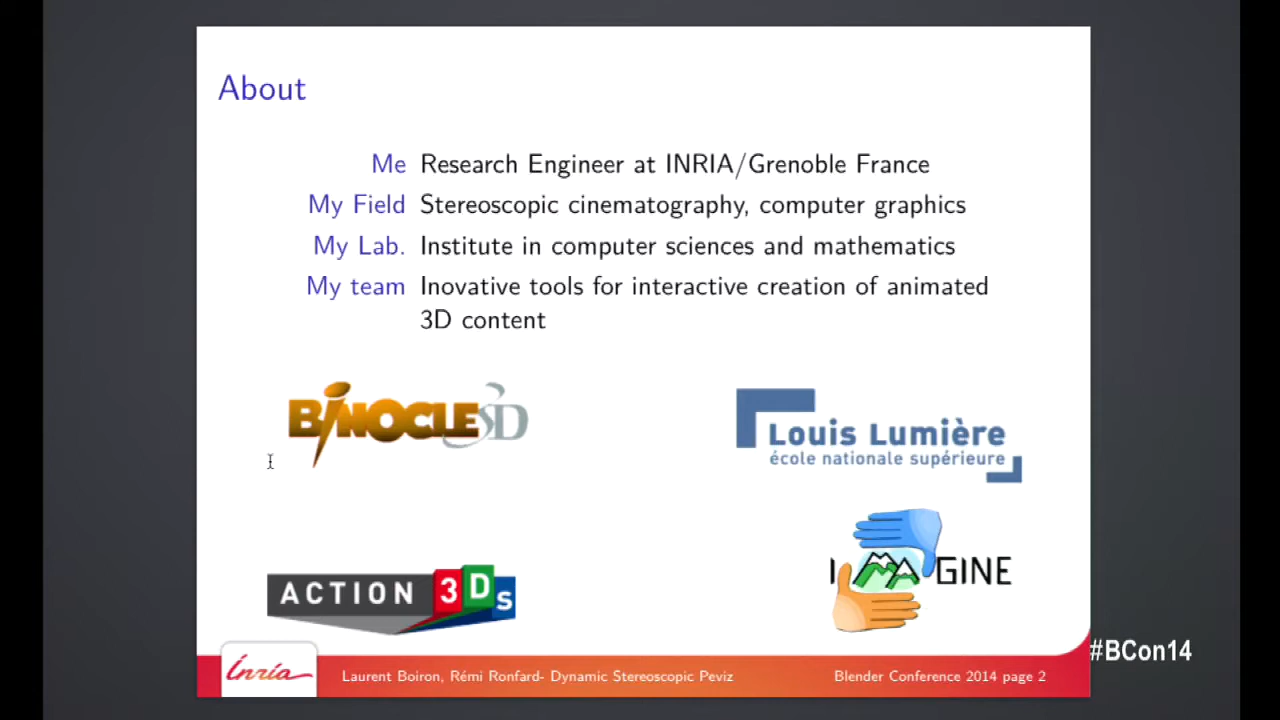 About
Me Research Engineer at INRIA/Grenoble France
My Field Stereoscopic cinematography, computer graphics
My Lab. Institute in computer sciences and mathematics
My team Inovative tools for interactive creation of animated
3D content
BINOCLE3D
Louis Lumière
école nationale supérieure
ACTION 3Ds
IMAGINE
Inria
Laurent Boiron, Rémi Ronfard- Dynamic Stereoscopic Peviz
Blender Conference 2014 page 2
#BCon14